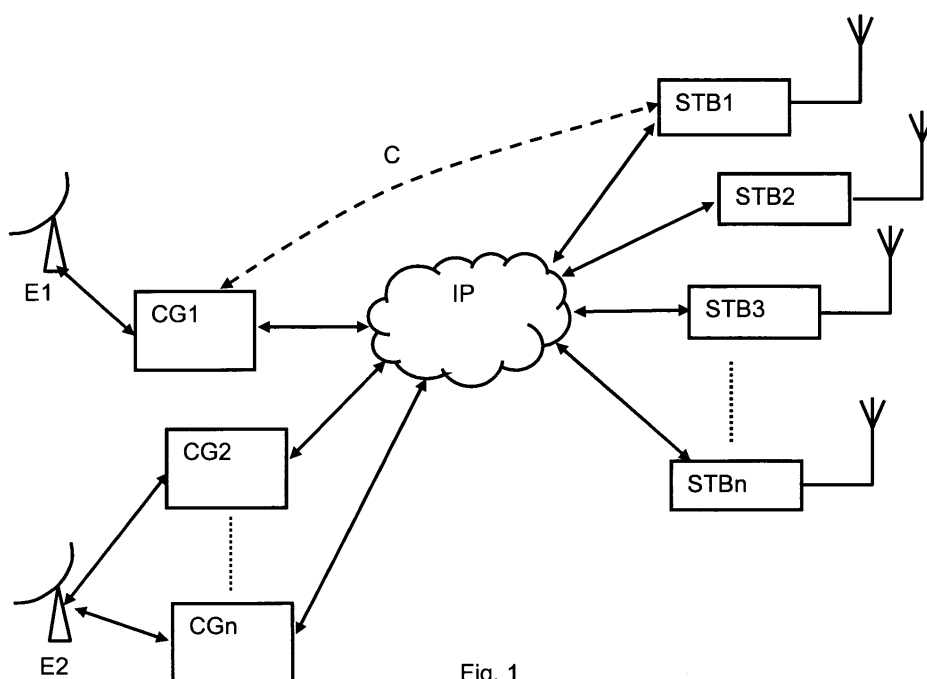 STB1
C
STB2
E1
IP
CG1
STB3
CG2
STBn
CGn
E2
Fig. 1